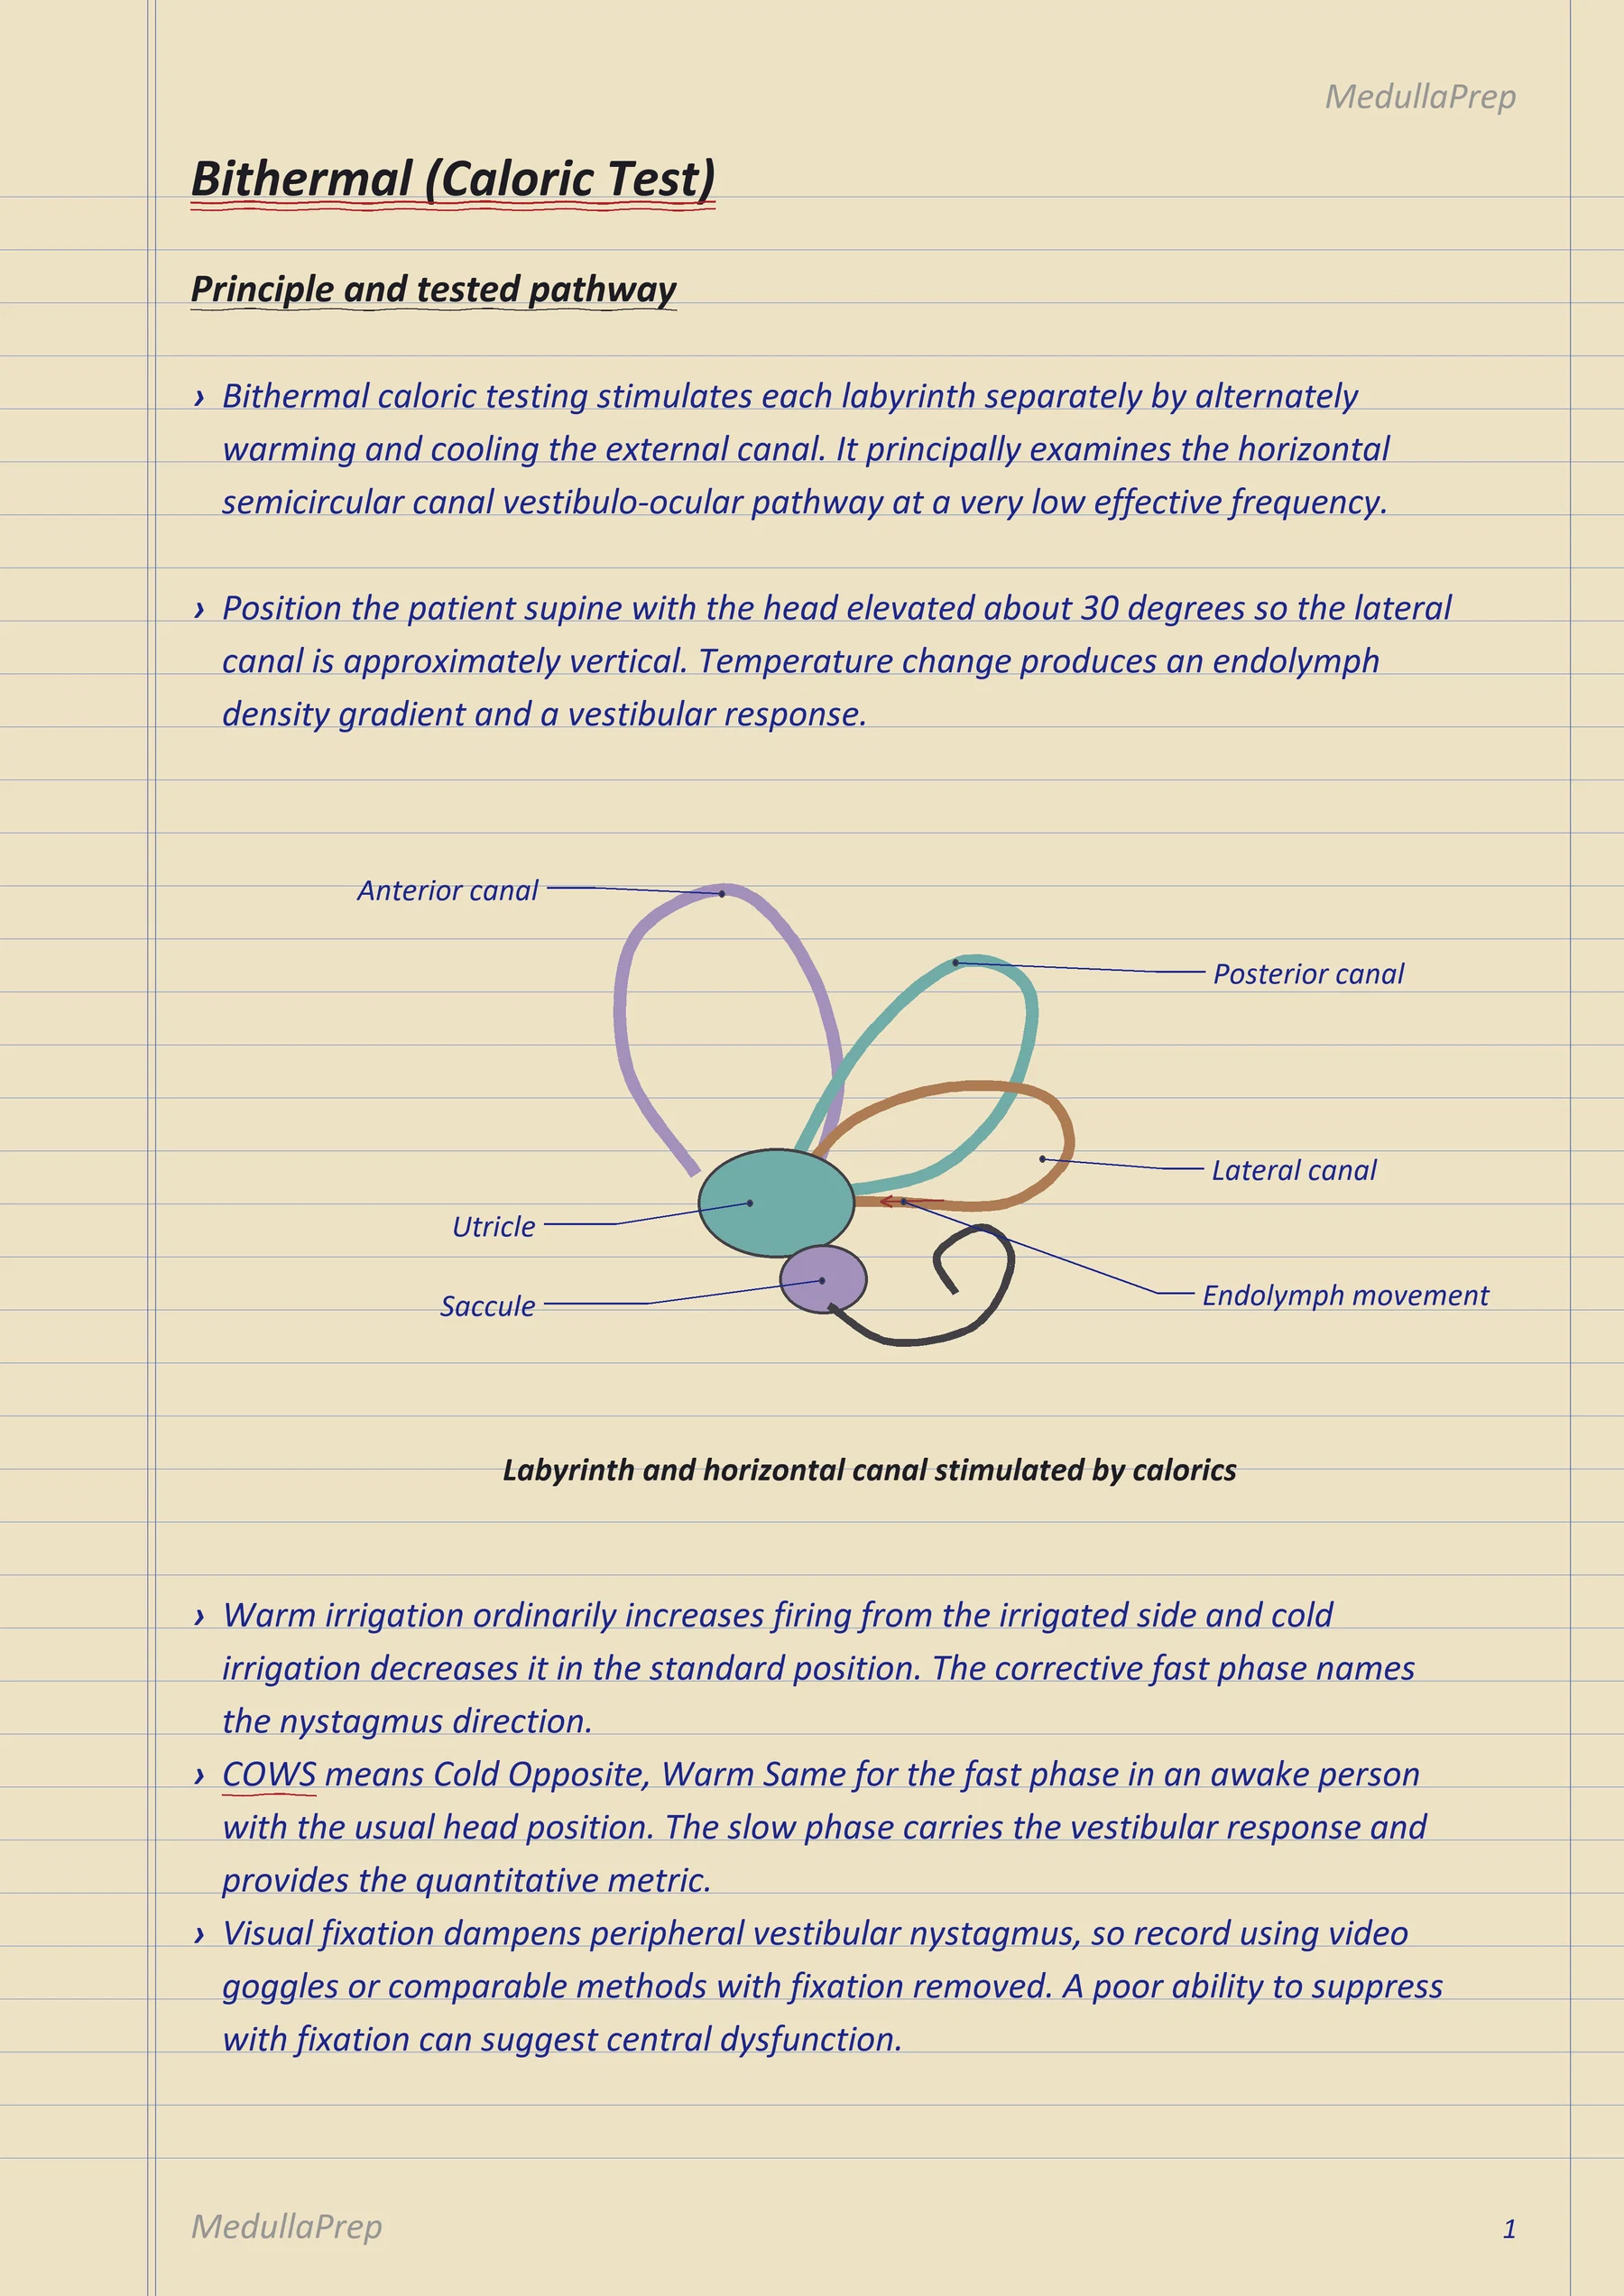 MedullaPrep
Bithermal (Caloric Test)
Principle and tested pathway
› Bithermal caloric testing stimulates each labyrinth separately by alternately
warming and cooling the external canal. It principally examines the horizontal
semicircular canal vestibulo-ocular pathway at a very low effective frequency.
› Position the patient supine with the head elevated about 30 degrees so the lateral
canal is approximately vertical. Temperature change produces an endolymph
density gradient and a vestibular response.
Anterior canal
Posterior canal
Lateral canal
Utricle
Endolymph movement
Saccule
Labyrinth and horizontal canal stimulated by calorics
› Warm irrigation ordinarily increases firing from the irrigated side and cold
irrigation decreases it in the standard position. The corrective fast phase names
the nystagmus direction.
› COWS means Cold Opposite, Warm Same for the fast phase in an awake person
with the usual head position. The slow phase carries the vestibular response and
provides the quantitative metric.
› Visual fixation dampens peripheral vestibular nystagmus, so record using video
goggles or comparable methods with fixation removed. A poor ability to suppress
with fixation can suggest central dysfunction.
MedullaPrep
1